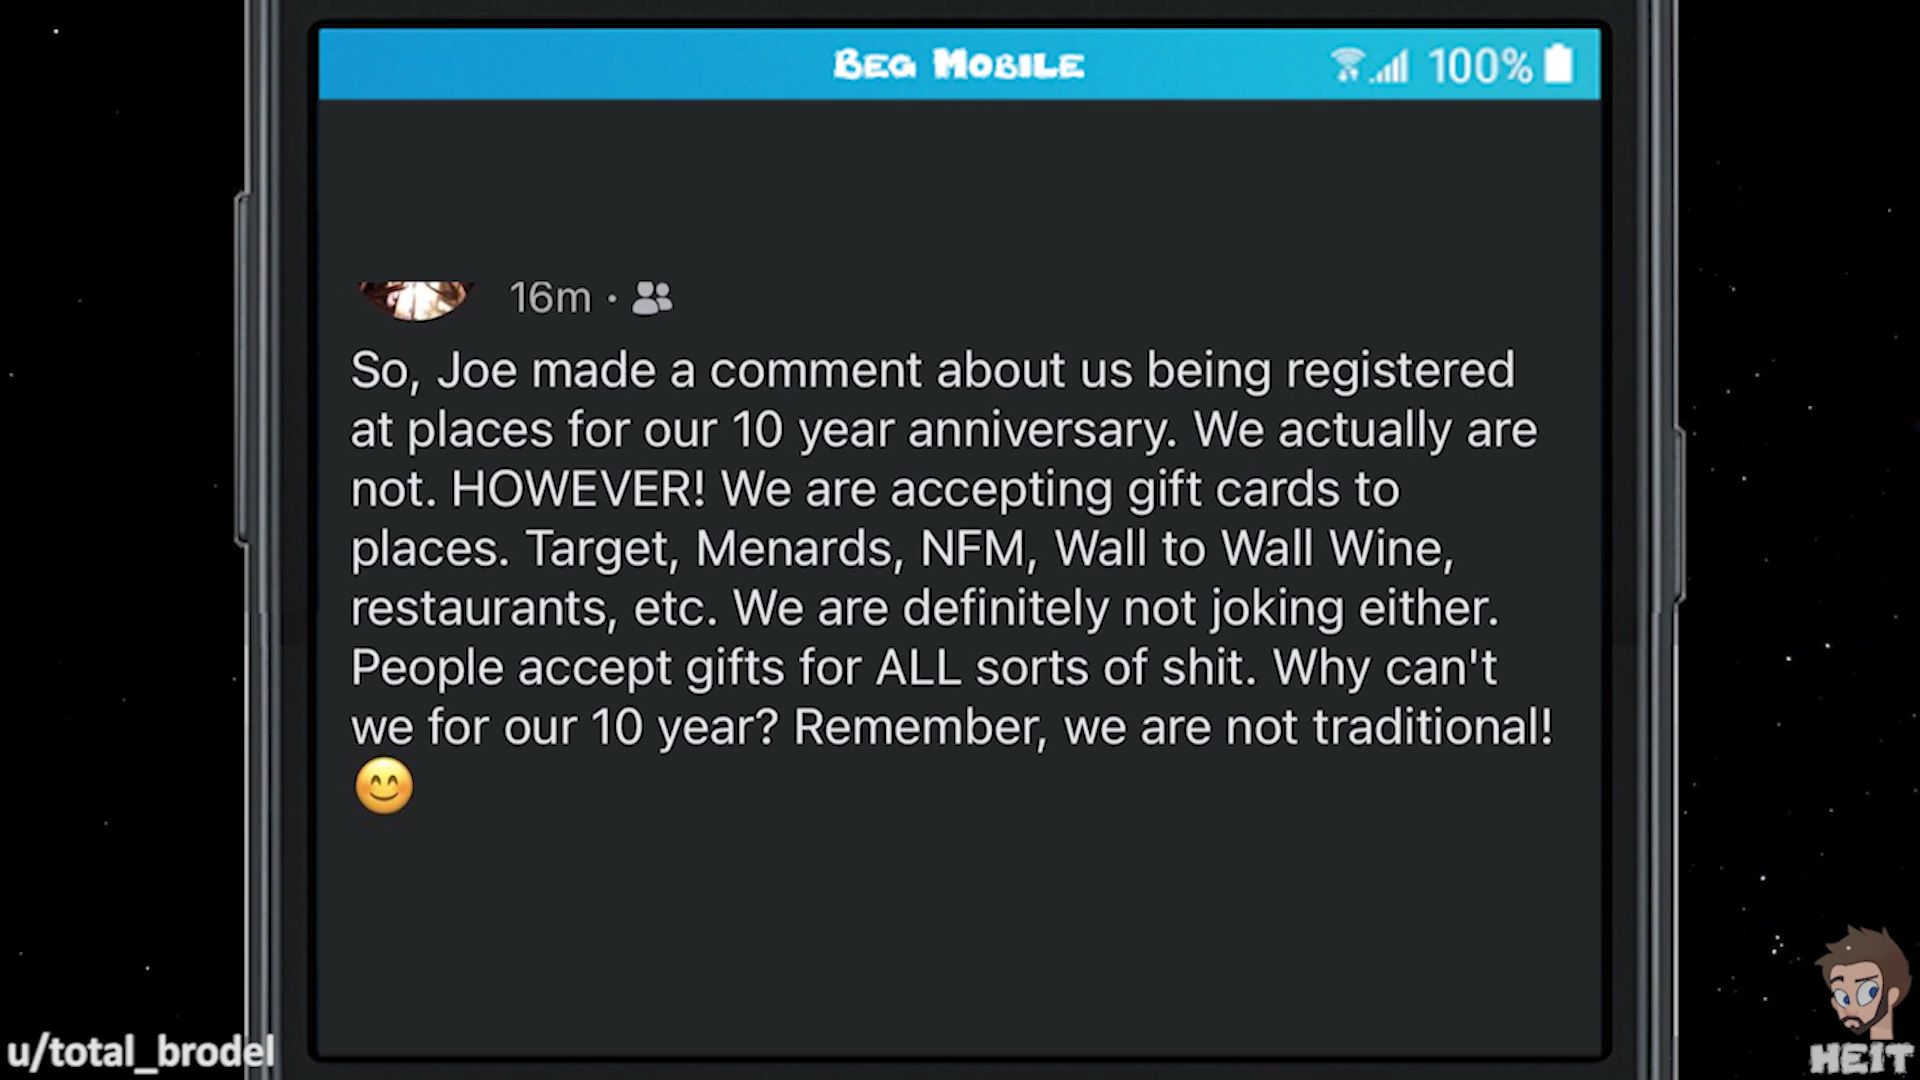 Beg Mobile
100%
16m
So, Joe made a comment about us being registered
at places for our 10 year anniversary. We actually are
not. HOWEVER! We are accepting gift cards to
places. Target, Menards, NFM, Wall to Wall Wine,
restaurants, etc. We are definitely not joking either.
People accept gifts for ALL sorts of shit. Why can't
we for our 10 year? Remember, we are not traditional!
😊
u/total_brodel
HEIT